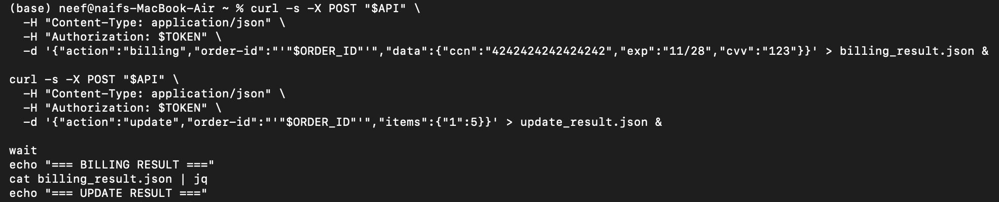 (base) neef@naifs-MacBook-Air ~ % curl -s -X POST "$API" \
  -H "Content-Type: application/json" \
  -H "Authorization: $TOKEN" \
  -d '{"action":"billing","order-id":"'"$ORDER_ID"'","data":{"ccn":"4242424242424242","exp":"11/28","cvv":"123"}}' > billing_result.json &

curl -s -X POST "$API" \
  -H "Content-Type: application/json" \
  -H "Authorization: $TOKEN" \
  -d '{"action":"update","order-id":"'"$ORDER_ID"'","items":{"1":5}}' > update_result.json &

wait
echo "=== BILLING RESULT ==="
cat billing_result.json | jq
echo "=== UPDATE RESULT ==="